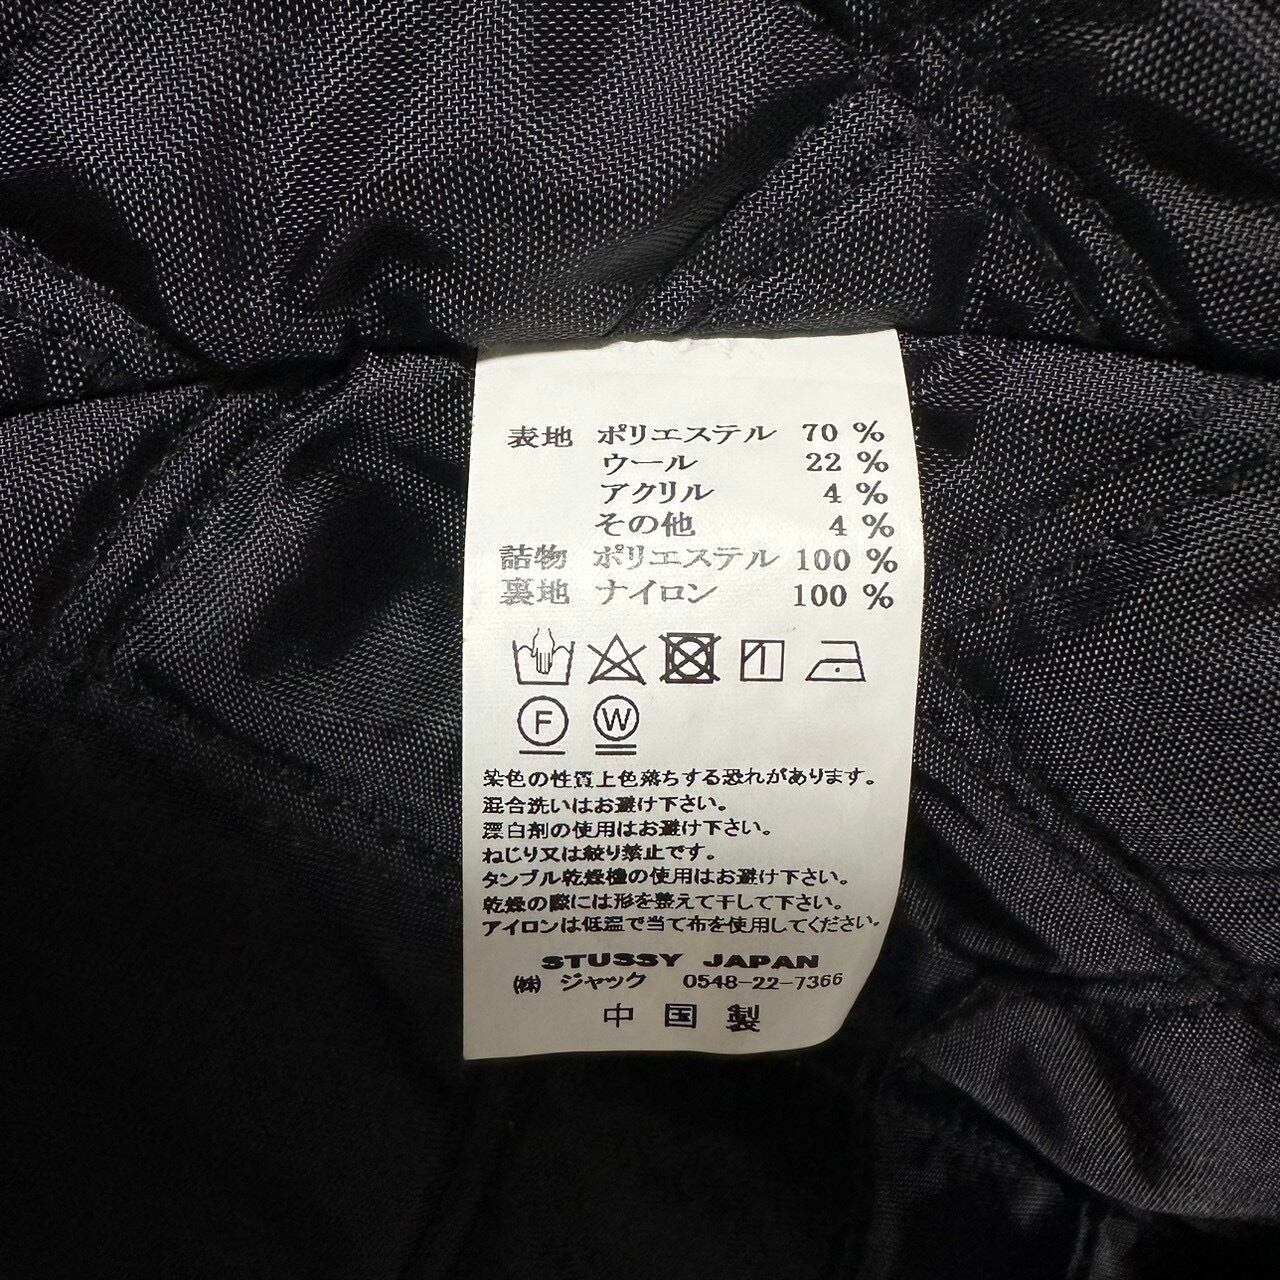 表地 ポリエステル 70 %
ウール 22 %
アクリル 4 %
その他 4 %
詰物 ポリエステル 100 %
裏地 ナイロン 100 %
F W
染色の性質上色落ちする恐れがあります。
混合洗いはお避け下さい。
漂白剤の使用はお避け下さい。
ねじり又は絞り禁止です。
タンブル乾燥機の使用はお避け下さい。
乾燥の際には形を整えて干して下さい。
アイロンは低温で当て布を使用してください。
STUSSY JAPAN
㈱ ジャック 0548-22-7366
中国製